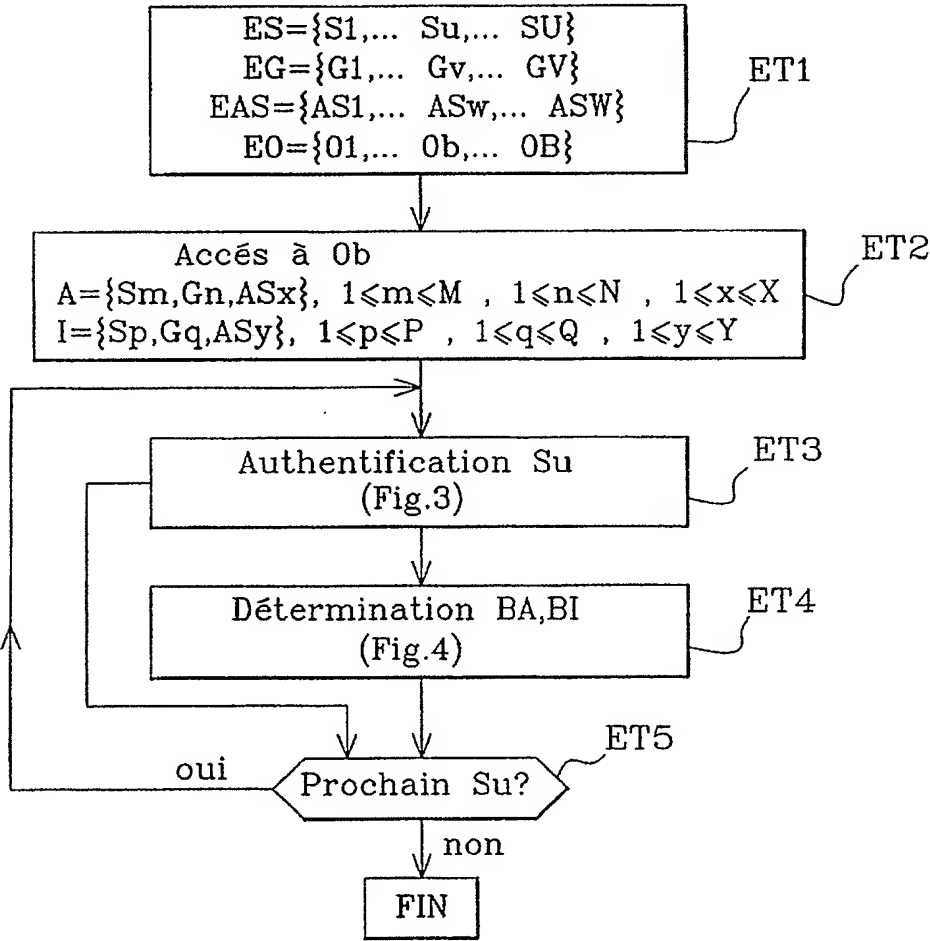 ES={S1,... Su,... SU}
EG={G1,... Gv,... GV}
EAS={AS1,... ASw,... ASW}
EO={O1,... Ob,... OB}
ET1
Accés à Ob
A={Sm,Gn,ASx}, 1⩽m⩽M , 1⩽n⩽N , 1⩽x⩽X
I={Sp,Gq,ASy}, 1⩽p⩽P , 1⩽q⩽Q , 1⩽y⩽Y
ET2
Authentification Su
(Fig.3)
ET3
Détermination BA,BI
(Fig.4)
ET4
Prochain Su?
ET5
oui
non
FIN